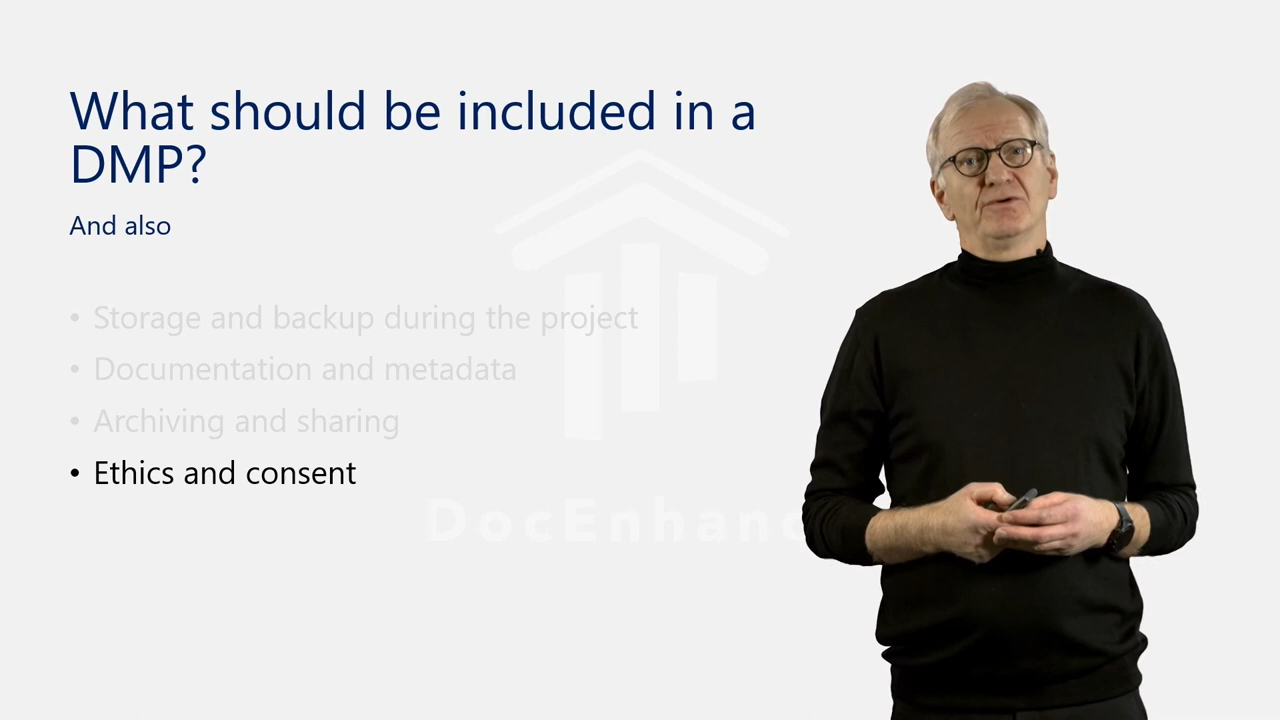 What should be included in a
DMP?
And also
• Storage and backup during the project
• Documentation and metadata
• Archiving and sharing
• Ethics and consent
DocEnhanc